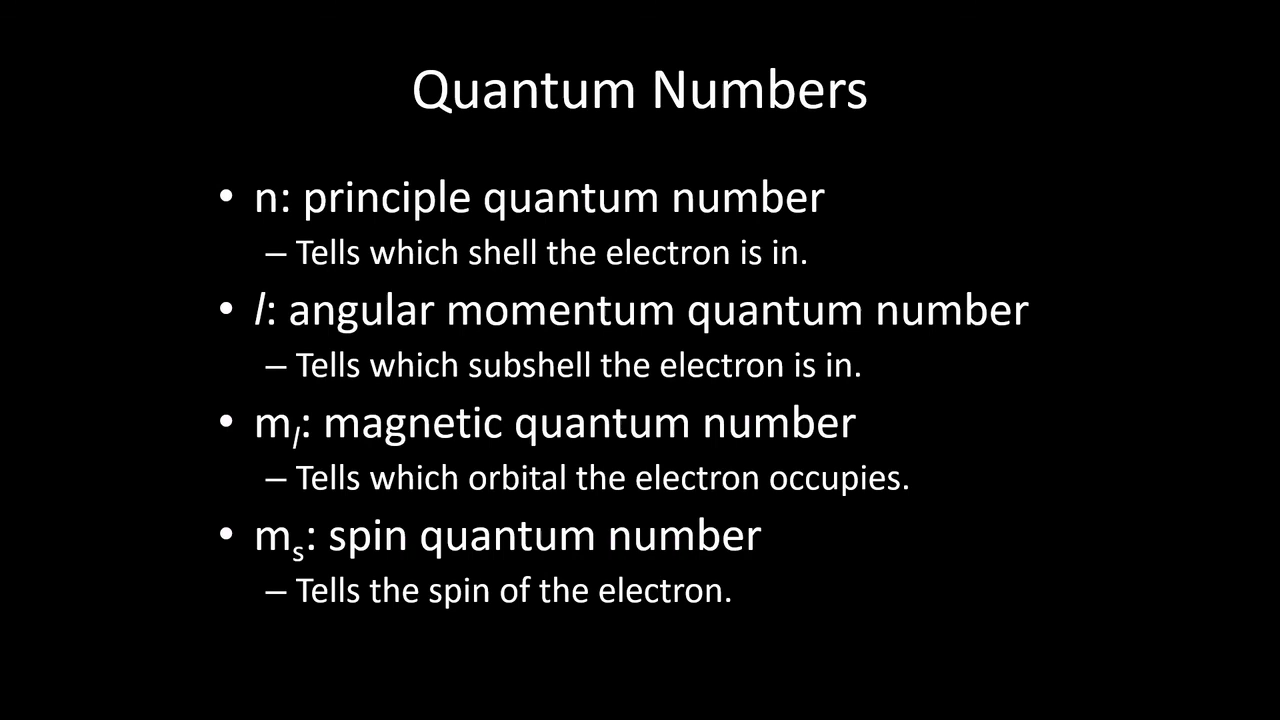 Quantum Numbers
• n: principle quantum number
– Tells which shell the electron is in.
• l: angular momentum quantum number
– Tells which subshell the electron is in.
• mₗ: magnetic quantum number
– Tells which orbital the electron occupies.
• mₛ: spin quantum number
– Tells the spin of the electron.